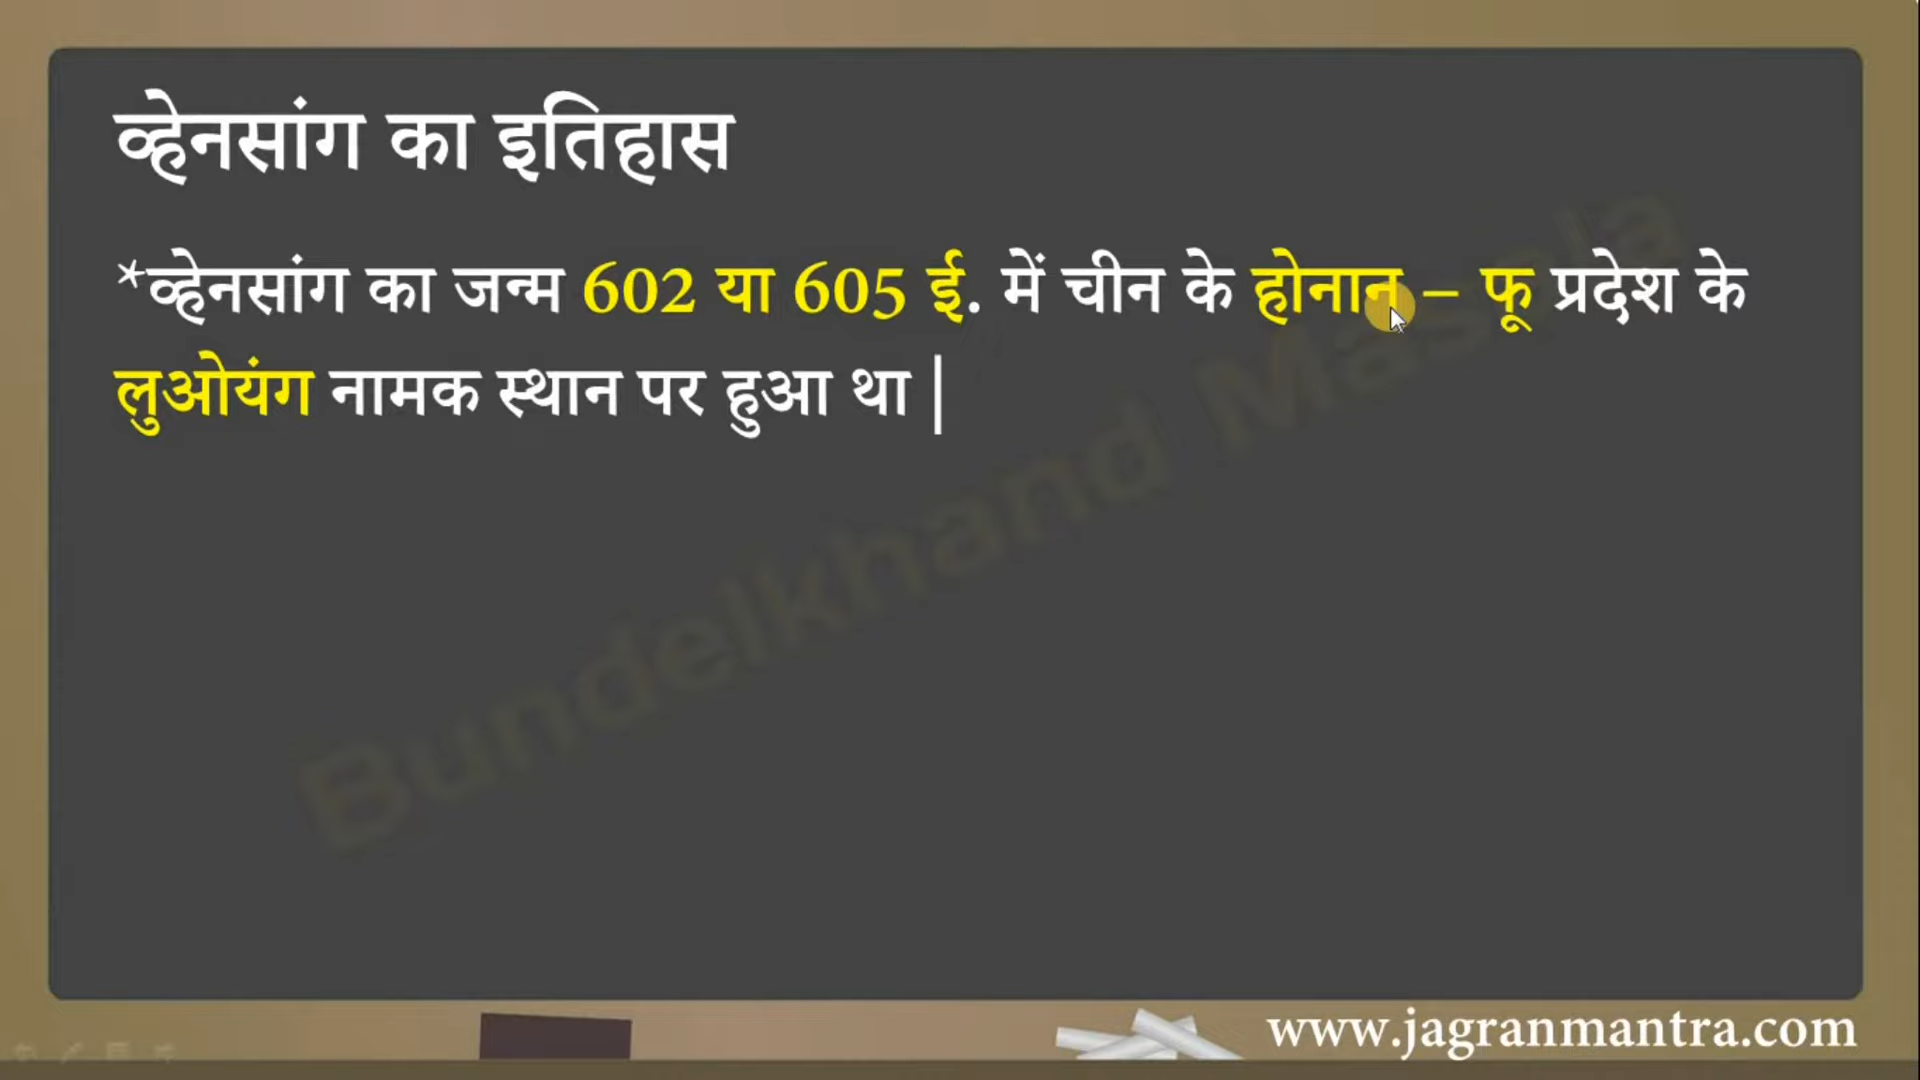 व्हेनसांग का इतिहास
*व्हेनसांग का जन्म 602 या 605 ई. में चीन के होनान – फू प्रदेश के
लुओयंग नामक स्थान पर हुआ था |
Bundelkhand Masala
www.jagranmantra.com